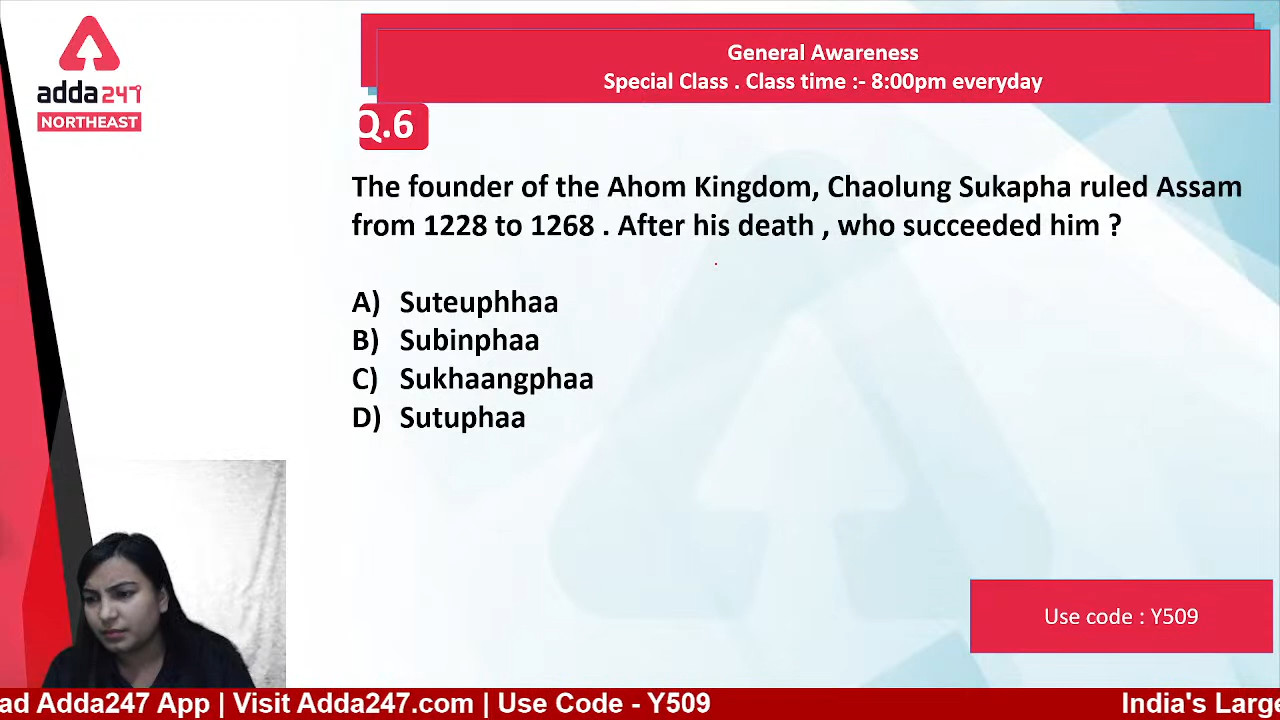 General Awareness
Special Class . Class time :- 8:00pm everyday
adda247
NORTHEAST
Q.6
The founder of the Ahom Kingdom, Chaolung Sukapha ruled Assam
from 1228 to 1268 . After his death , who succeeded him ?
A) Suteuphhaa
B) Subinphaa
C) Sukhaangphaa
D) Sutuphaa
Use code : Y509
ad Adda247 App | Visit Adda247.com | Use Code - Y509
India's Large